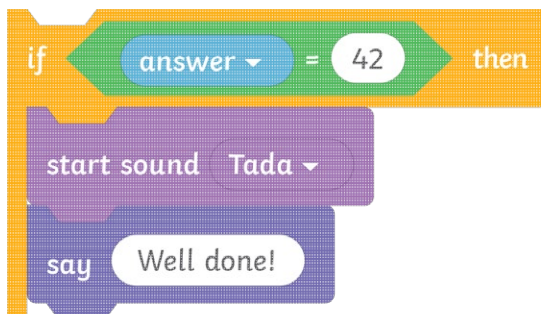 if answer = 42 then
start sound Tada
say Well done!